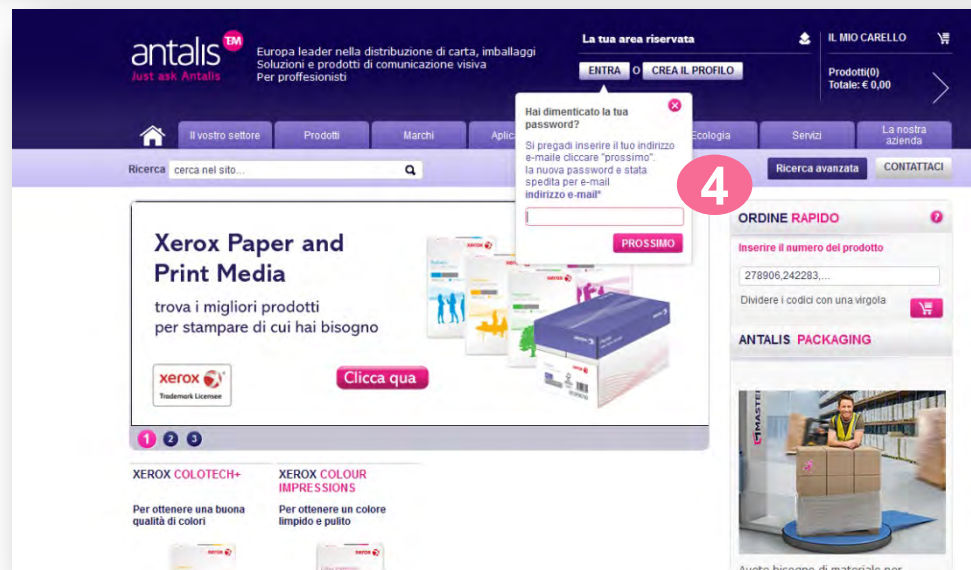 antalis TM
Just ask Antalis
Europa leader nella distribuzione di carta, imballaggi
Soluzioni e prodotti di comunicazione visiva
Per proffesionisti
La tua area riservata
ENTRA O CREA IL PROFILO
IL MIO CARELLO
Prodotti(0)
Totale: € 0,00
Il vostro settore
Prodotti
Marchi
Ecologia
Servizi
La nostra
azienda
Ricerca cerca nel sito...
Ricerca avanzata
CONTATTACI
Hai dimenticato la tua
password?
Si pregadi inserire il tuo indirizzo
e-maile cliccare "prossimo".
la nuova password e stata
spedita per e-mail
indirizzo e-mail*
PROSSIMO
4
Xerox Paper and
Print Media
trova i migliori prodotti
per stampare di cui hai bisogno
xerox
Trademark Licensee
Clicca qua
1 2 3
ORDINE RAPIDO ?
Inserire il numero del prodotto
278906,242283,...
Dividere i codici con una virgola
ANTALIS PACKAGING
MASTER
XEROX COLOTECH+
Per ottenere una buona
qualità di colori
XEROX COLOUR
IMPRESSIONS
Per ottenere un colore
limpido e pulito
xerox
xerox